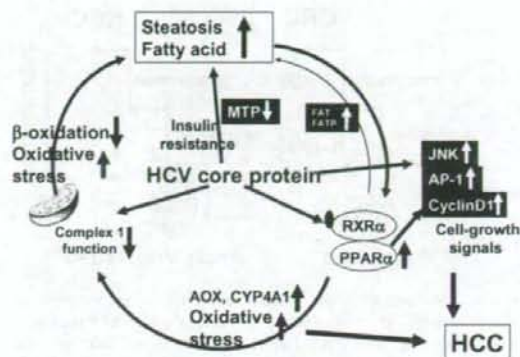 Steatosis
Fatty acid
MTP
FAT
FATP
Insulin
resistance
β-oxidation
Oxidative
stress
HCV core protein
JNK
AP-1
CyclinD1
Complex 1
function
RXRα
PPARα
Cell-growth
signals
AOX, CYP4A1
Oxidative
stress
HCC